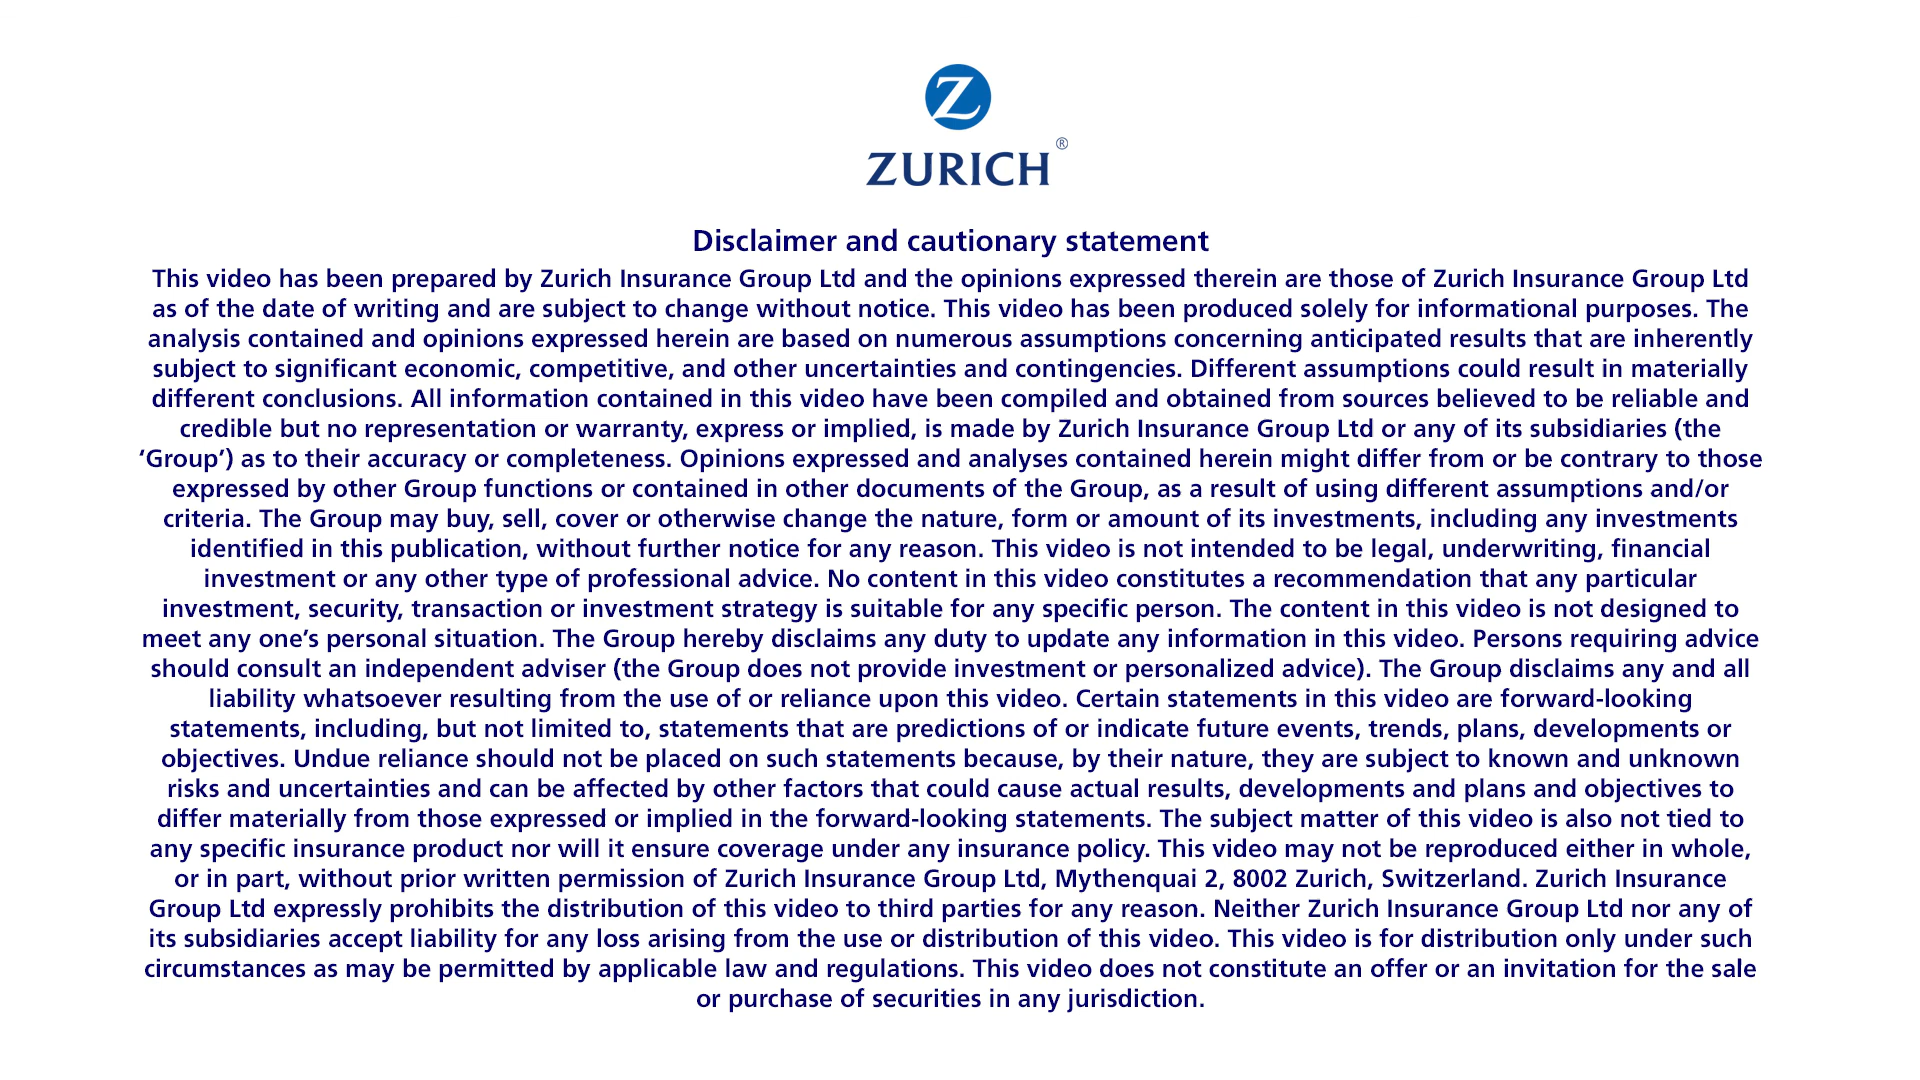 Z
ZURICH®
Disclaimer and cautionary statement
This video has been prepared by Zurich Insurance Group Ltd and the opinions expressed therein are those of Zurich Insurance Group Ltd
as of the date of writing and are subject to change without notice. This video has been produced solely for informational purposes. The
analysis contained and opinions expressed herein are based on numerous assumptions concerning anticipated results that are inherently
subject to significant economic, competitive, and other uncertainties and contingencies. Different assumptions could result in materially
different conclusions. All information contained in this video have been compiled and obtained from sources believed to be reliable and
credible but no representation or warranty, express or implied, is made by Zurich Insurance Group Ltd or any of its subsidiaries (the
‘Group’) as to their accuracy or completeness. Opinions expressed and analyses contained herein might differ from or be contrary to those
expressed by other Group functions or contained in other documents of the Group, as a result of using different assumptions and/or
criteria. The Group may buy, sell, cover or otherwise change the nature, form or amount of its investments, including any investments
identified in this publication, without further notice for any reason. This video is not intended to be legal, underwriting, financial
investment or any other type of professional advice. No content in this video constitutes a recommendation that any particular
investment, security, transaction or investment strategy is suitable for any specific person. The content in this video is not designed to
meet any one’s personal situation. The Group hereby disclaims any duty to update any information in this video. Persons requiring advice
should consult an independent adviser (the Group does not provide investment or personalized advice). The Group disclaims any and all
liability whatsoever resulting from the use of or reliance upon this video. Certain statements in this video are forward-looking
statements, including, but not limited to, statements that are predictions of or indicate future events, trends, plans, developments or
objectives. Undue reliance should not be placed on such statements because, by their nature, they are subject to known and unknown
risks and uncertainties and can be affected by other factors that could cause actual results, developments and plans and objectives to
differ materially from those expressed or implied in the forward-looking statements. The subject matter of this video is also not tied to
any specific insurance product nor will it ensure coverage under any insurance policy. This video may not be reproduced either in whole,
or in part, without prior written permission of Zurich Insurance Group Ltd, Mythenquai 2, 8002 Zurich, Switzerland. Zurich Insurance
Group Ltd expressly prohibits the distribution of this video to third parties for any reason. Neither Zurich Insurance Group Ltd nor any of
its subsidiaries accept liability for any loss arising from the use or distribution of this video. This video is for distribution only under such
circumstances as may be permitted by applicable law and regulations. This video does not constitute an offer or an invitation for the sale
or purchase of securities in any jurisdiction.